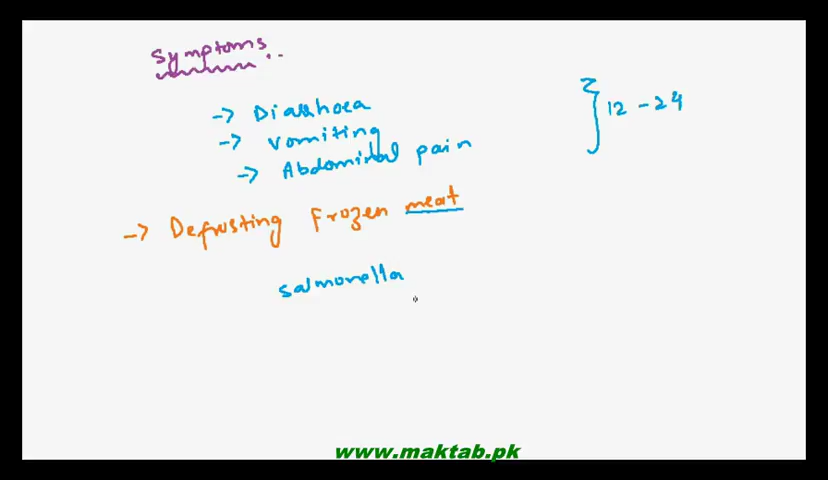 Symptoms ..
-> Diarrhoea
-> Vomiting
-> Abdominal pain
} 12 - 24
-> Defrosting Frozen meat
Salmonella
www.maktab.pk